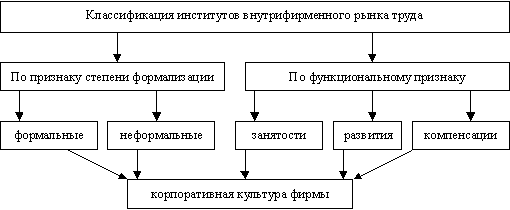 Классификация институтов внутрифирменного рынка труда
По признаку степени формализации
По функциональному признаку
формальные
неформальные
занятости
развития
компенсации
корпоративная культура фирмы